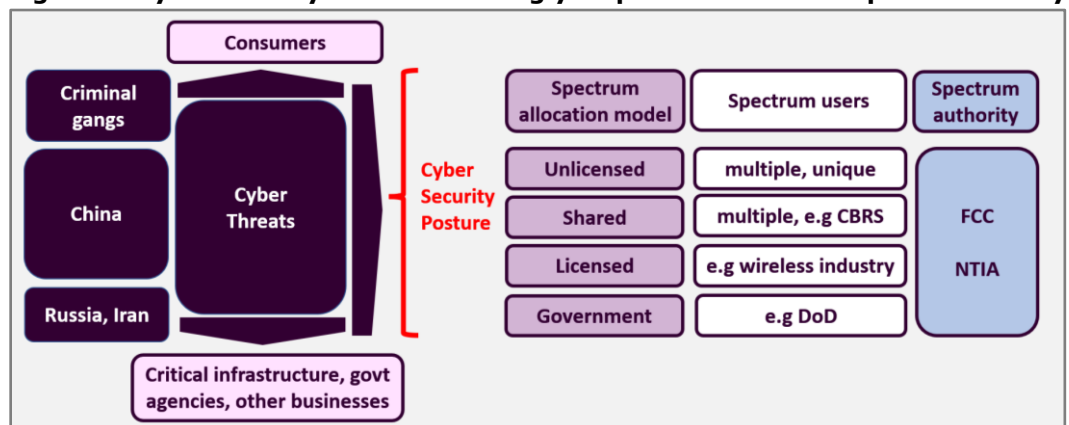 Consumers
Criminal
gangs
China
Russia, Iran
Cyber
Threats
Critical infrastructure, govt
agencies, other businesses
Cyber
Security
Posture
Spectrum
allocation model
Spectrum users
Spectrum
authority
Unlicensed
multiple, unique
Shared
multiple, e.g CBRS
Licensed
e.g wireless industry
Government
e.g DoD
FCC
NTIA